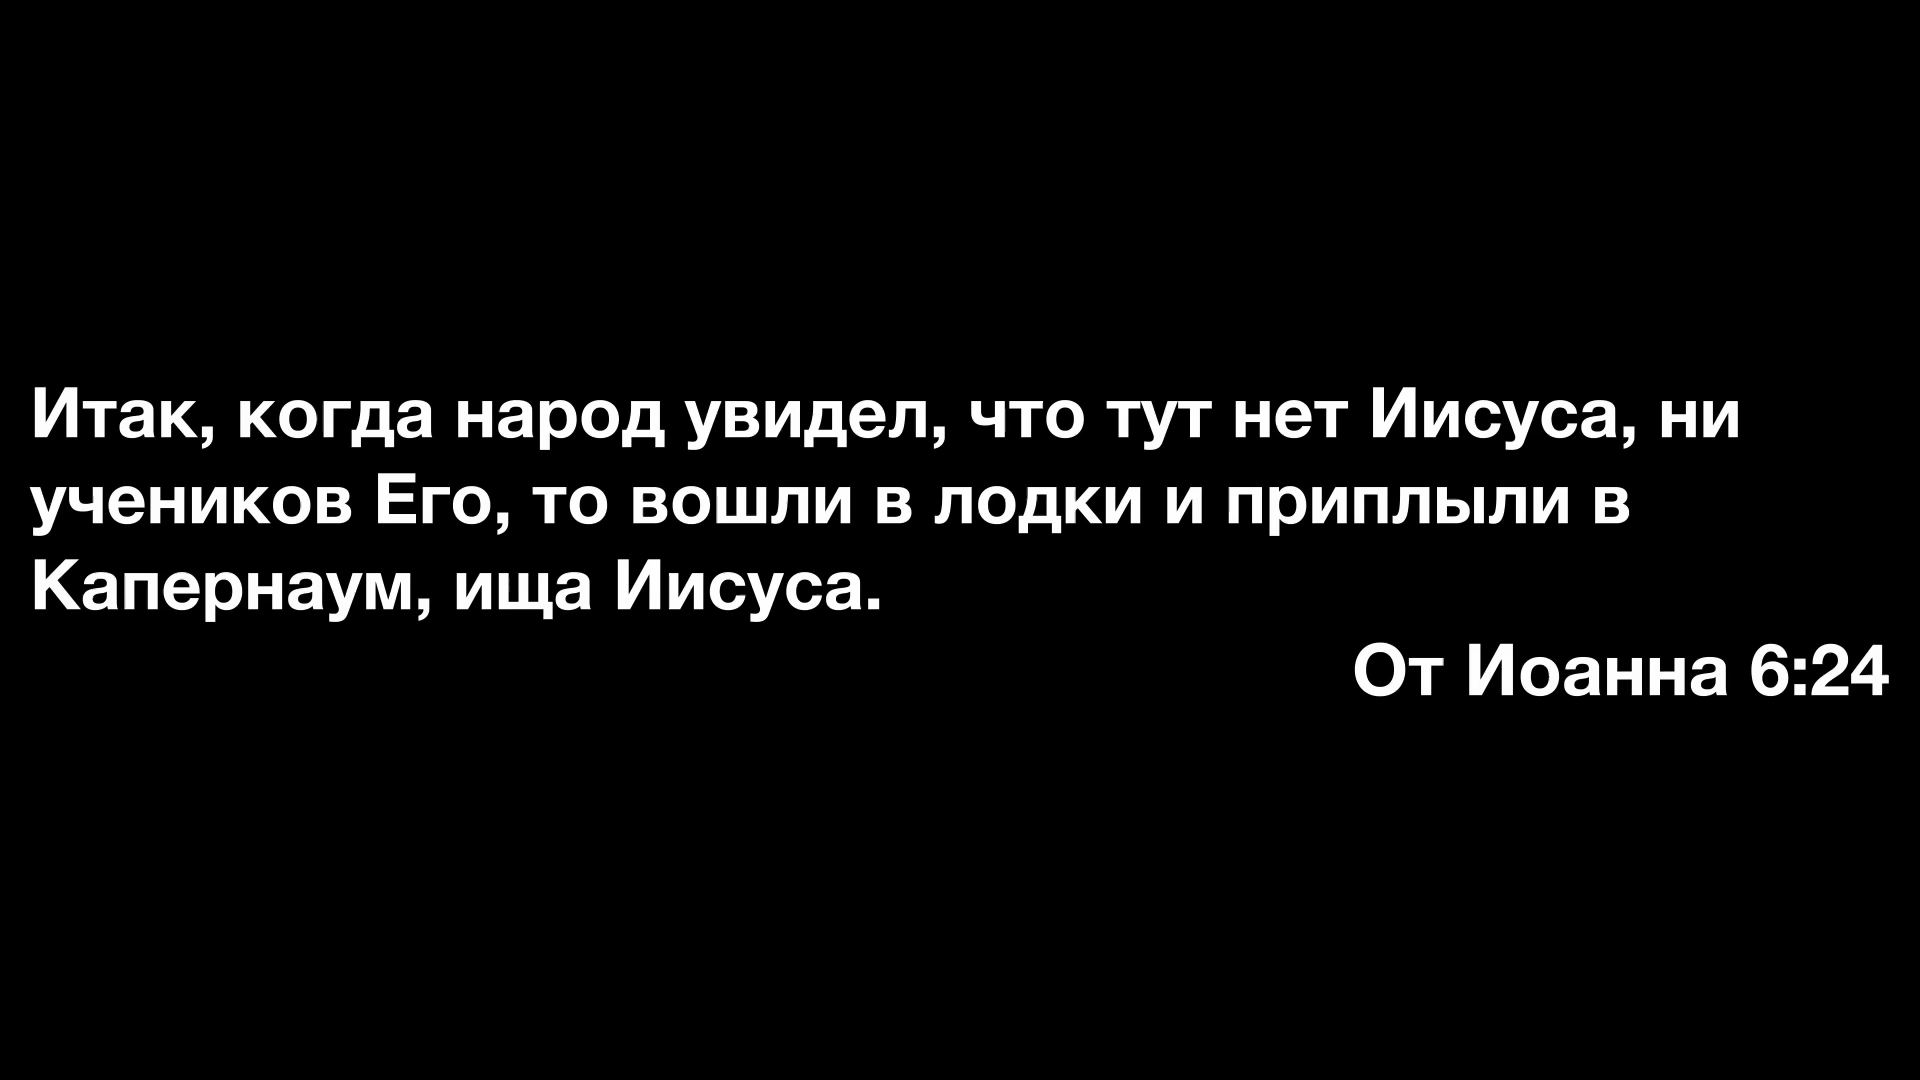 Итак, когда народ увидел, что тут нет Иисуса, ни
учеников Его, то вошли в лодки и приплыли в
Капернаум, ища Иисуса.
От Иоанна 6:24